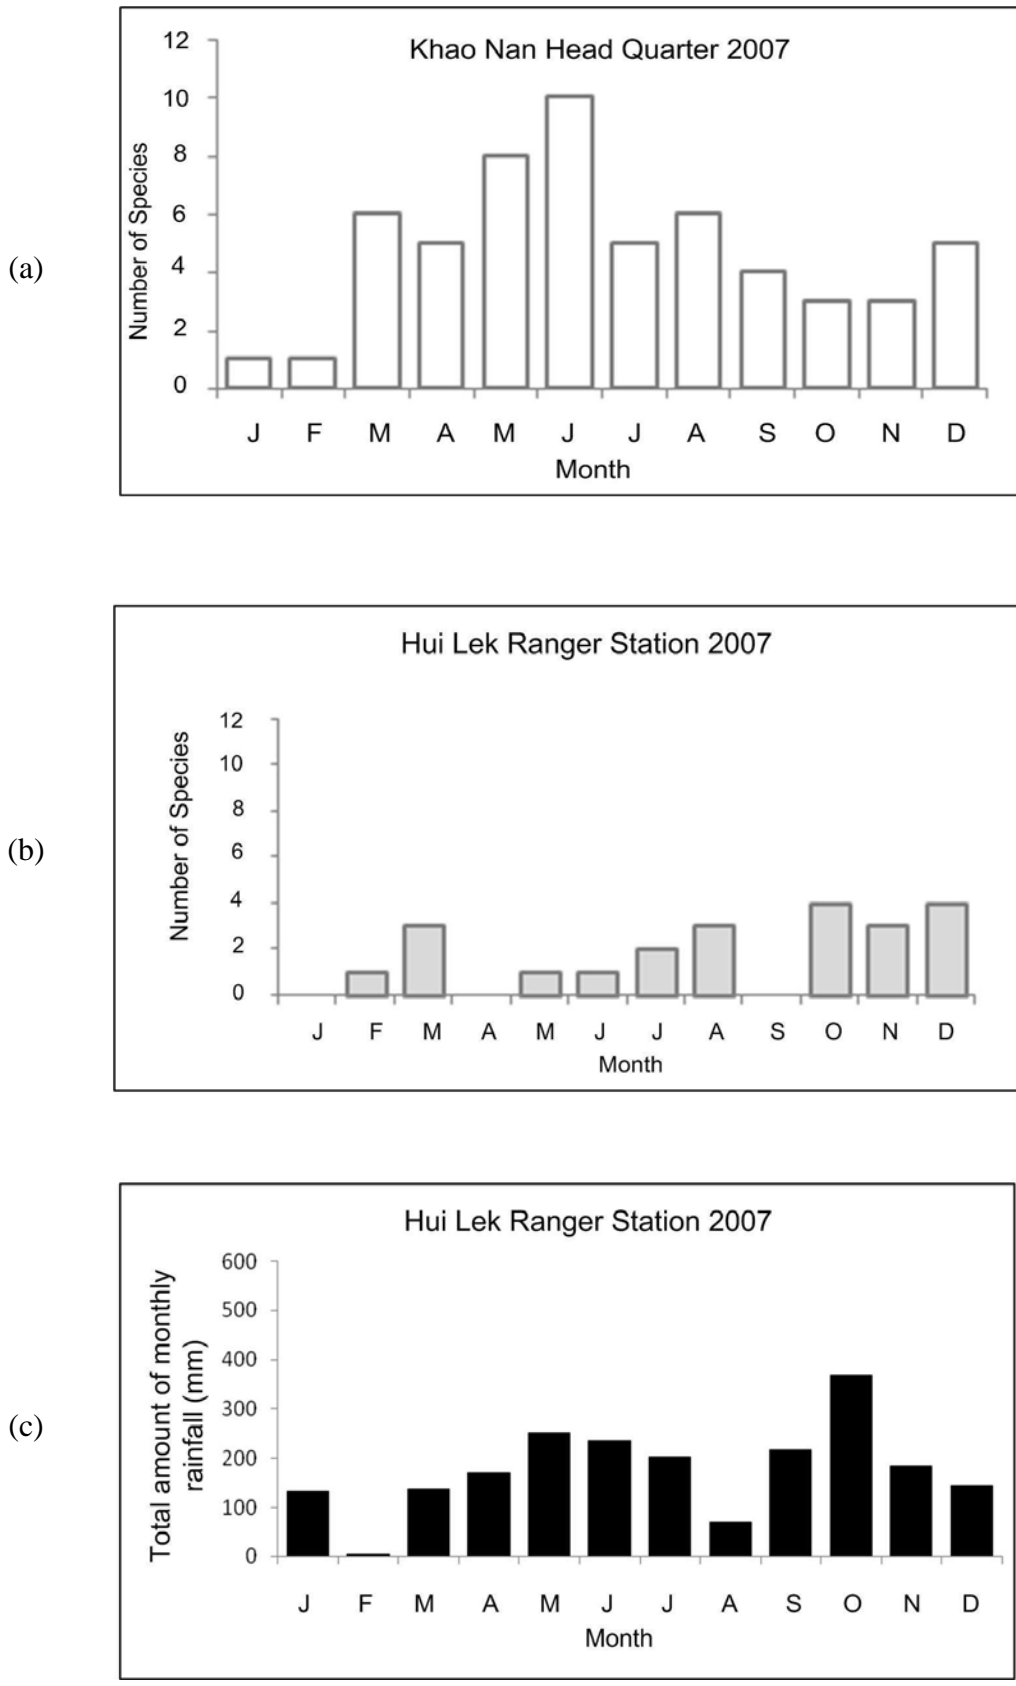 (a)
Khao Nan Head Quarter 2007
Number of Species
12
10
8
6
4
2
0
J F M A M J J A S O N D
Month
(b)
Hui Lek Ranger Station 2007
Number of Species
12
10
8
6
4
2
0
J F M A M J J A S O N D
Month
(c)
Hui Lek Ranger Station 2007
Total amount of monthly
rainfall (mm)
600
500
400
300
200
100
0
J F M A M J J A S O N D
Month